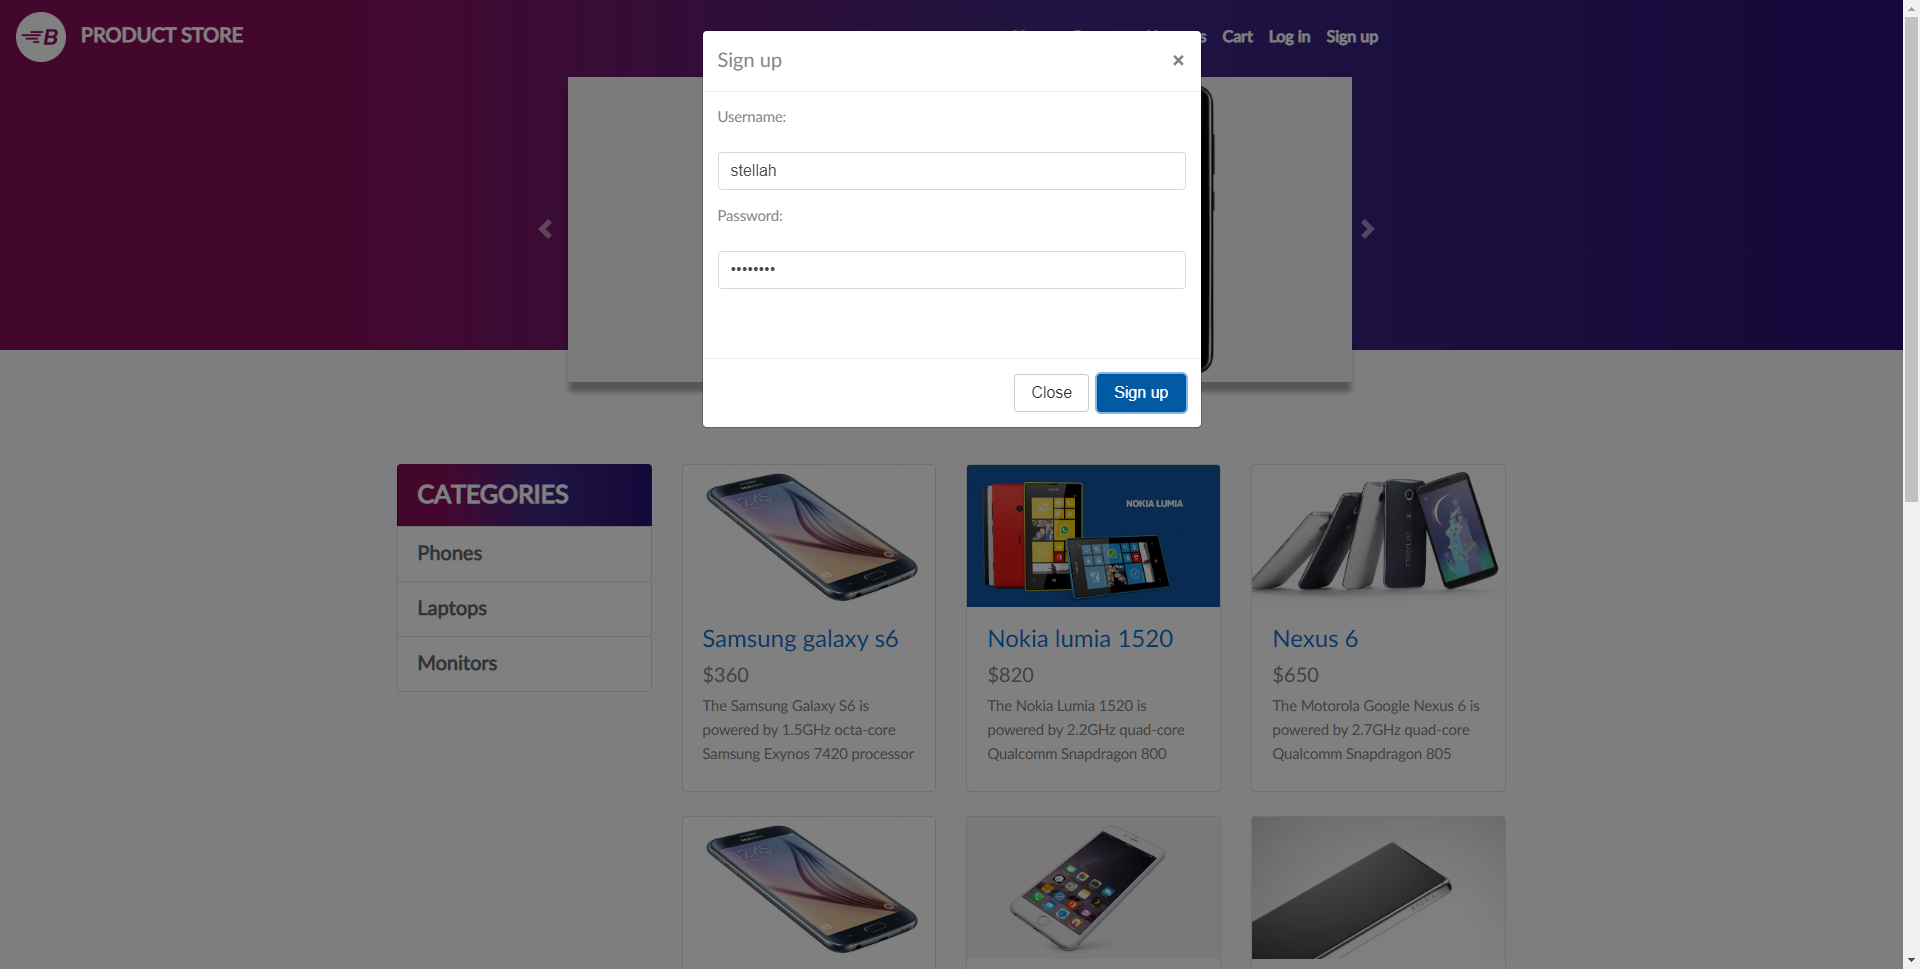 PRODUCT STORE
Cart
Log in
Sign up
Sign up
×
Username:
stellah
Password:
••••••••
Close
Sign up
CATEGORIES
Phones
Laptops
Monitors
NOKIA LUMIA
Samsung galaxy s6
$360
The Samsung Galaxy S6 is
powered by 1.5GHz octa-core
Samsung Exynos 7420 processor
Nokia lumia 1520
$820
The Nokia Lumia 1520 is
powered by 2.2GHz quad-core
Qualcomm Snapdragon 800
Nexus 6
$650
The Motorola Google Nexus 6 is
powered by 2.7GHz quad-core
Qualcomm Snapdragon 805